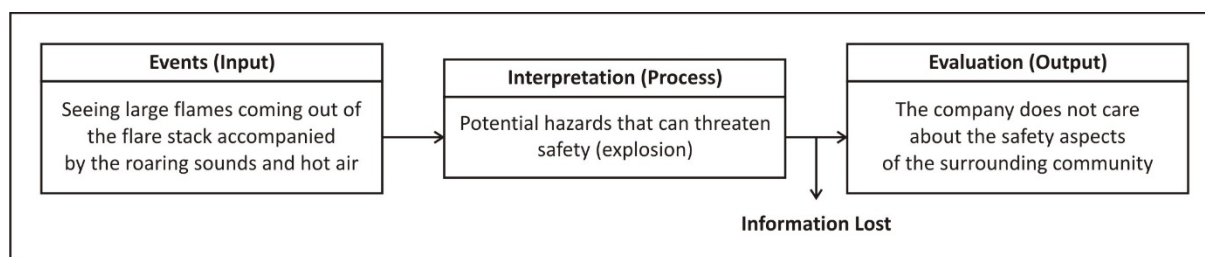 Events (Input)
Seeing large flames coming out of
the flare stack accompanied
by the roaring sounds and hot air
Interpretation (Process)
Potential hazards that can threaten
safety (explosion)
Evaluation (Output)
The company does not care
about the safety aspects
of the surrounding community
Information Lost